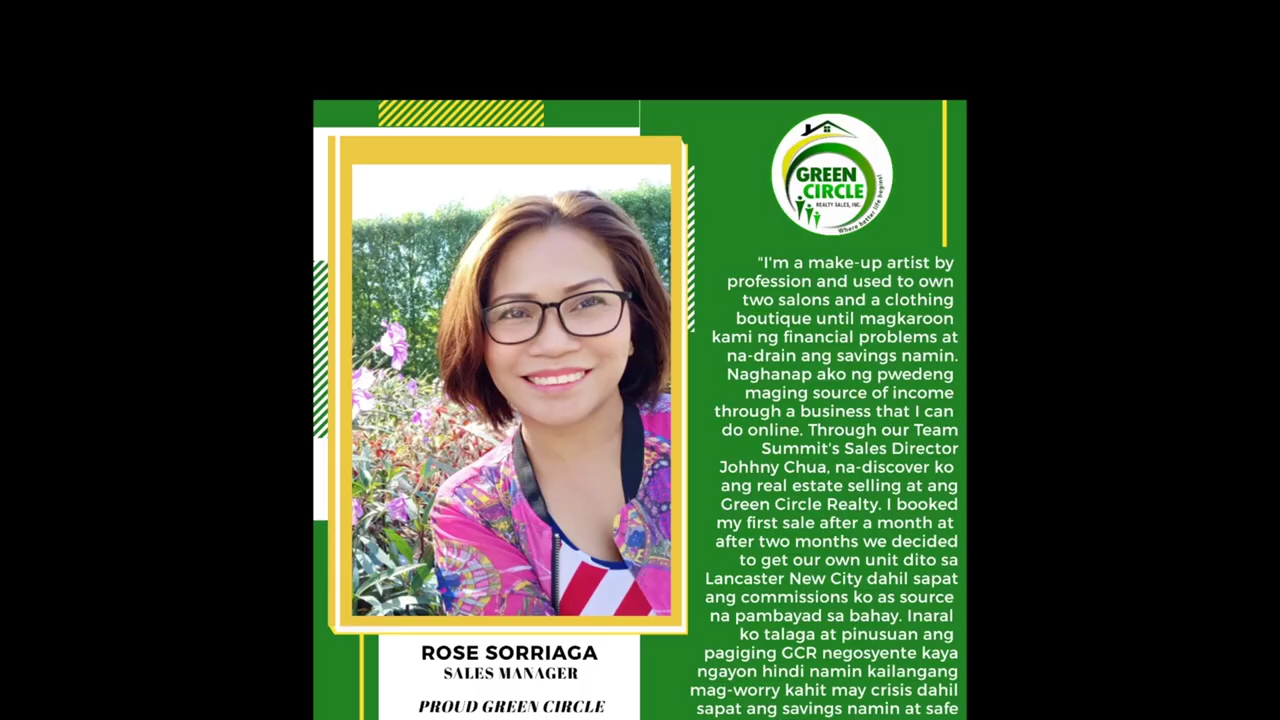 GREEN
CIRCLE
REALTY SALES, INC.
Where better life begins!
"I'm a make-up artist by
profession and used to own
two salons and a clothing
boutique until magkaroon
kami ng financial problems at
na-drain ang savings namin.
Naghanap ako ng pwedeng
maging source of income
through a business that I can
do online. Through our Team
Summit's Sales Director
Johhny Chua, na-discover ko
ang real estate selling at ang
Green Circle Realty. I booked
my first sale after a month at
after two months we decided
to get our own unit dito sa
Lancaster New City dahil sapat
ang commissions ko as source
na pambayad sa bahay. Inaral
ko talaga at pinusuan ang
pagiging GCR negosyente kaya
ngayon hindi namin kailangang
mag-worry kahit may crisis dahil
sapat ang savings namin at safe
ROSE SORRIAGA
SALES MANAGER
PROUD GREEN CIRCLE